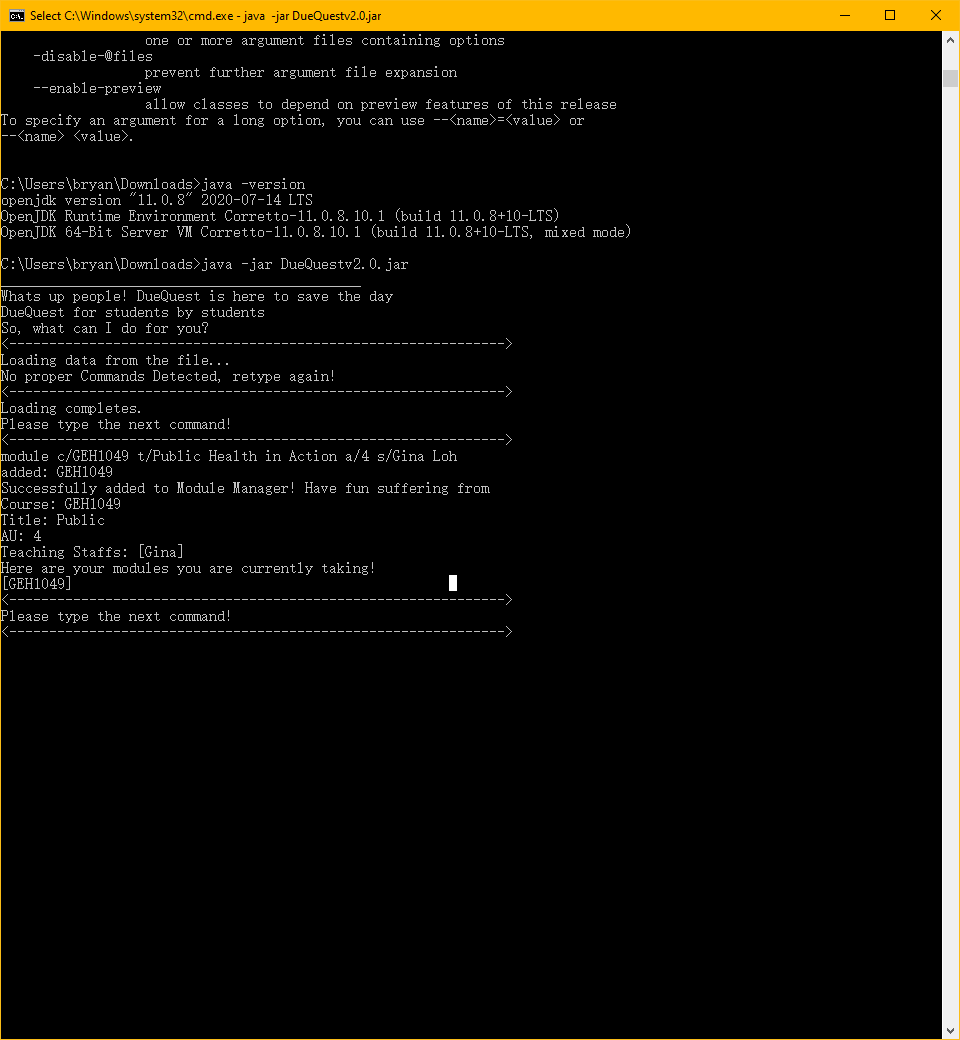 Select C:\Windows\system32\cmd.exe - java -jar DueQuestv2.0.jar
one or more argument files containing options
-disable-@files
prevent further argument file expansion
--enable-preview
allow classes to depend on preview features of this release
To specify an argument for a long option, you can use --<name>=<value> or
--<name> <value>.
C:\Users\bryan\Downloads>java -version
openjdk version "11.0.8" 2020-07-14 LTS
OpenJDK Runtime Environment Corretto-11.0.8.10.1 (build 11.0.8+10-LTS)
OpenJDK 64-Bit Server VM Corretto-11.0.8.10.1 (build 11.0.8+10-LTS, mixed mode)
C:\Users\bryan\Downloads>java -jar DueQuestv2.0.jar
_____________________________________________
Whats up people! DueQuest is here to save the day
DueQuest for students by students
So, what can I do for you?
<-------------------------------------------------------------->
Loading data from the file...
No proper Commands Detected, retype again!
<-------------------------------------------------------------->
Loading completes.
Please type the next command!
<-------------------------------------------------------------->
module c/GEH1049 t/Public Health in Action a/4 s/Gina Loh
added: GEH1049
Successfully added to Module Manager! Have fun suffering from
Course: GEH1049
Title: Public
AU: 4
Teaching Staffs: [Gina]
Here are your modules you are currently taking!
[GEH1049]
<-------------------------------------------------------------->
Please type the next command!
<-------------------------------------------------------------->